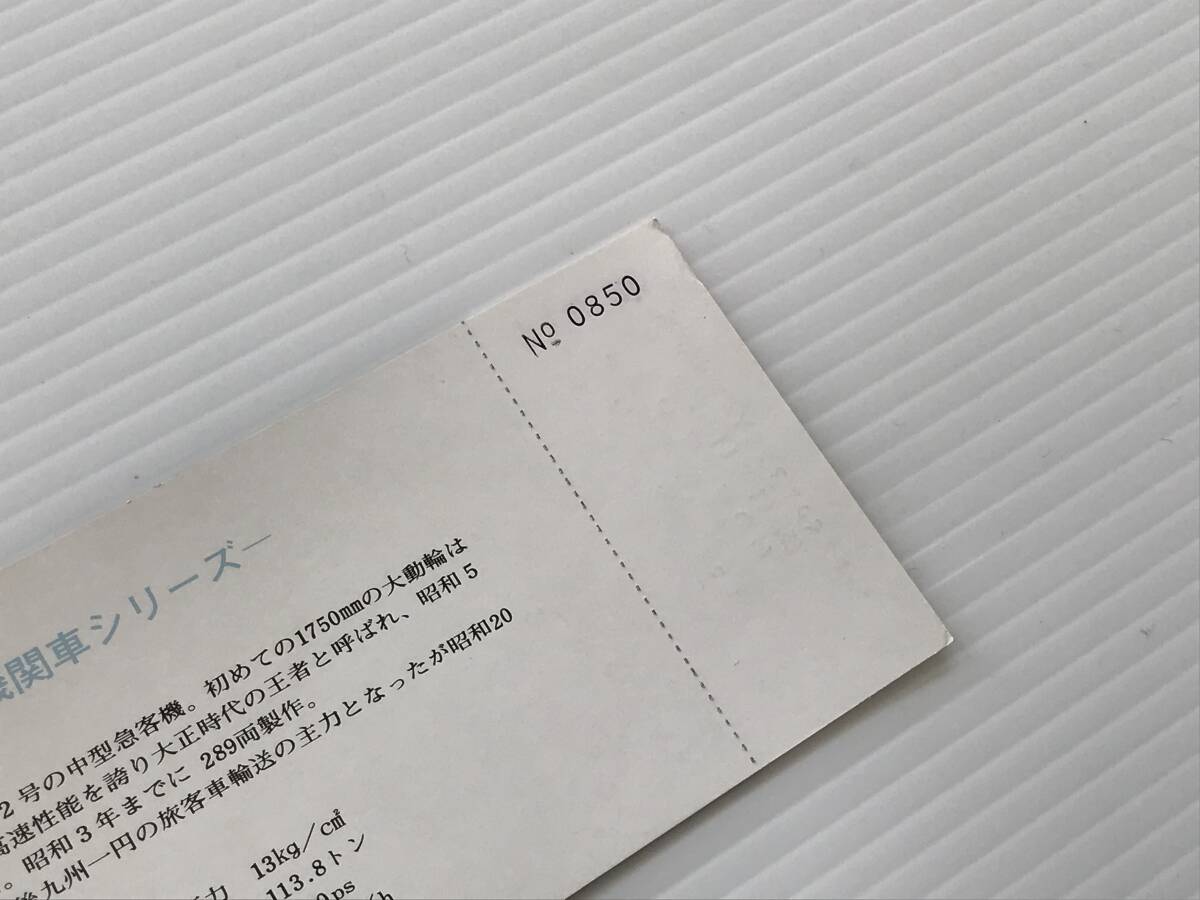 No 0850
機関車シリーズ―
2号の中型急客機。初めての1750mmの大動輪は
高速性能を誇り大正時代の王者と呼ばれ、昭和5
。昭和3年までに 289両製作。
後九州一円の旅客車輸送の主力となったが昭和20
力 13kg/cm²
113.8トン
0ps